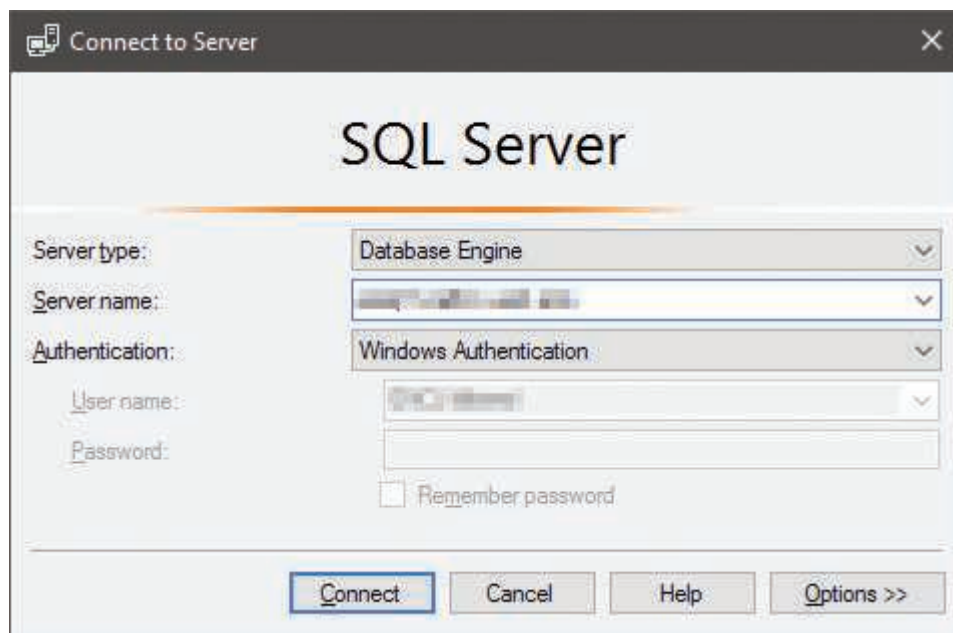 Connect to Server
SQL Server
Server type: Database Engine
Server name:
Authentication: Windows Authentication
User name:
Password:
Remember password
Connect Cancel Help Options >>